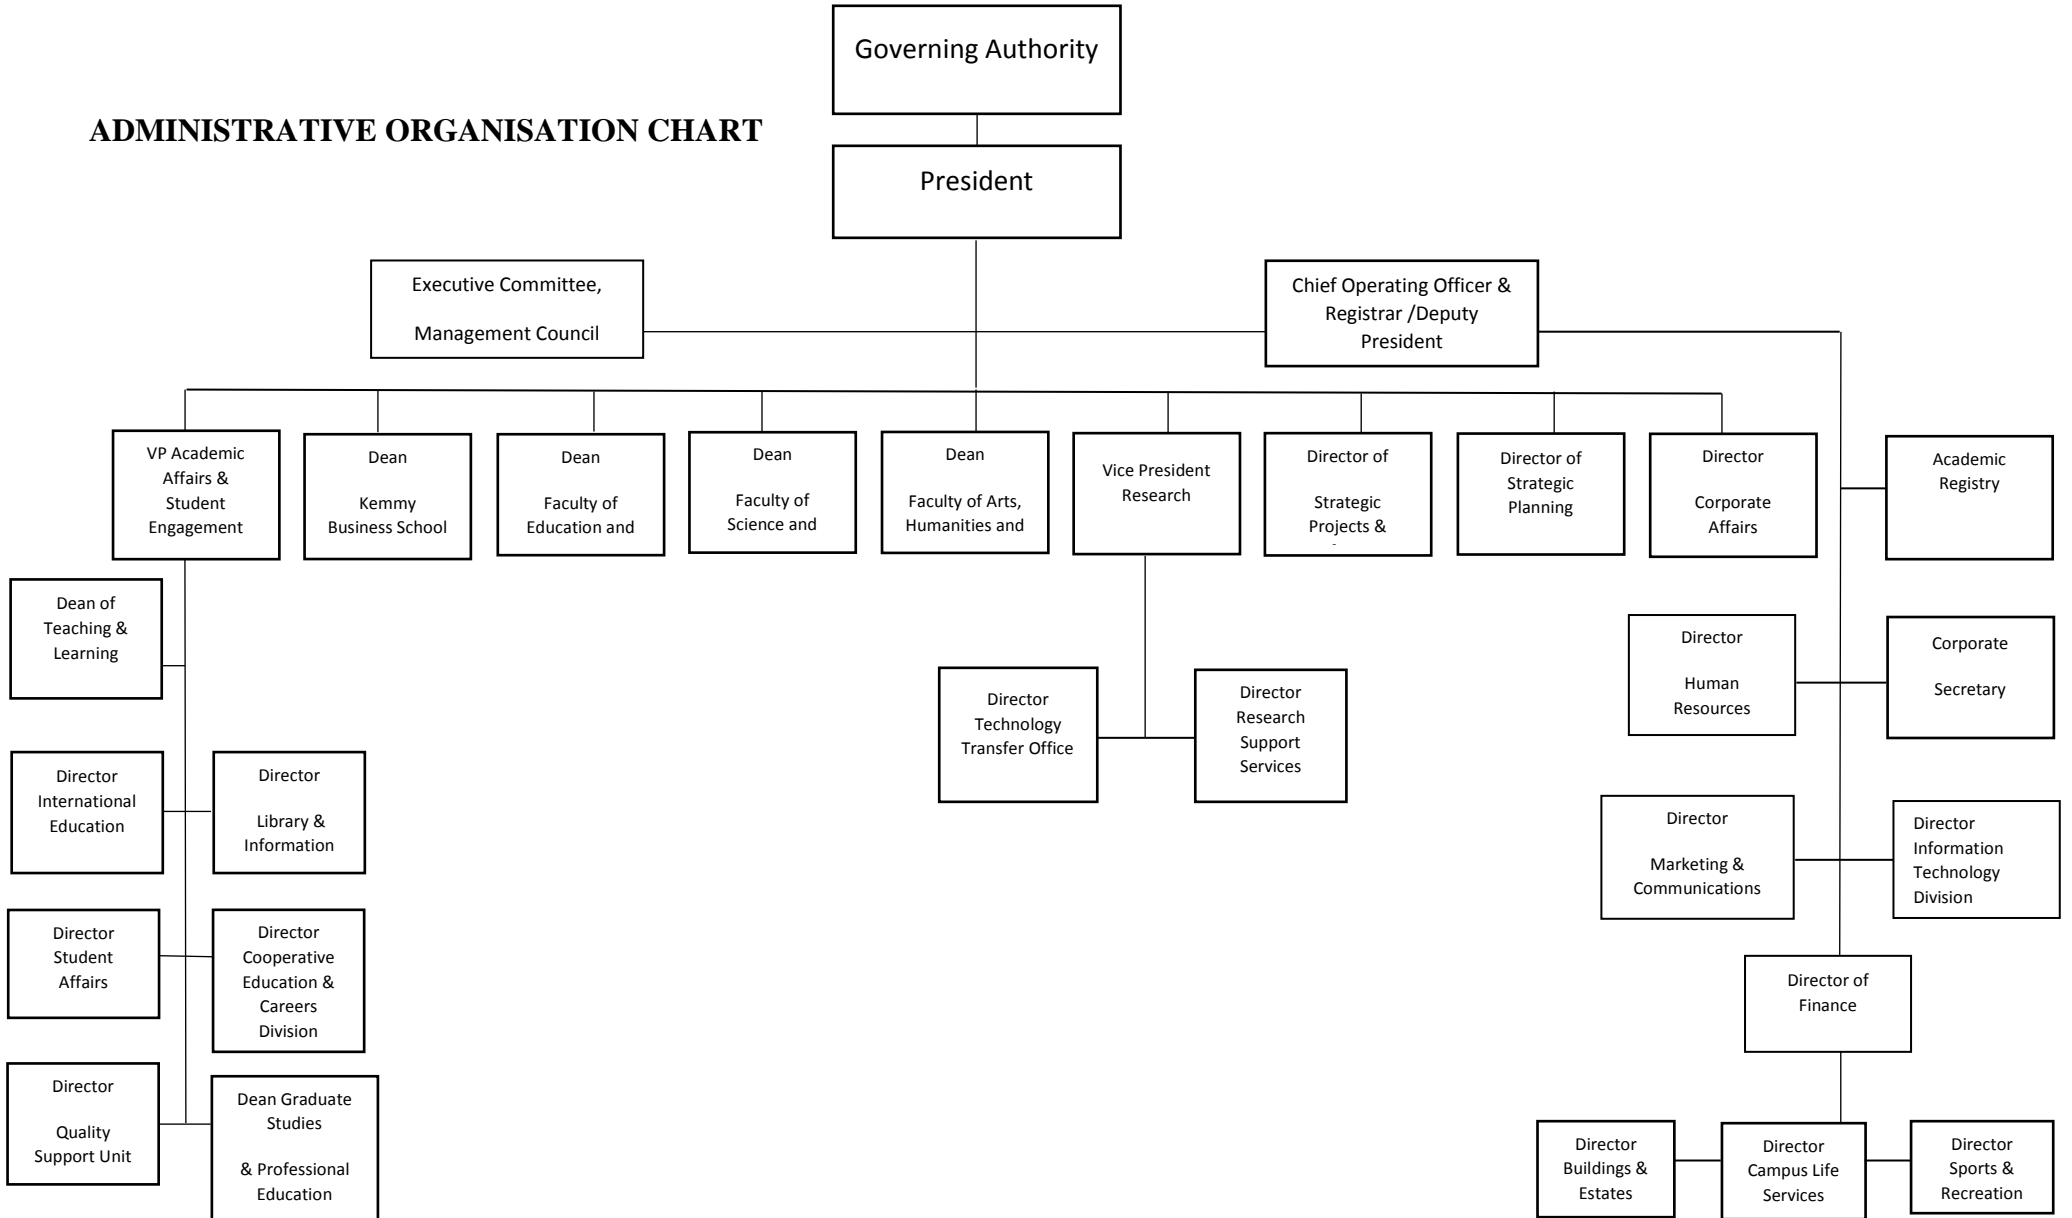 Governing Authority
ADMINISTRATIVE ORGANISATION CHART
President
Executive Committee,
Management Council
Chief Operating Officer &
Registrar /Deputy
President
VP Academic
Affairs &
Student
Engagement
Dean
Kemmy
Business School
Dean
Faculty of
Education and
Dean
Faculty of
Science and
Dean
Faculty of Arts,
Humanities and
Vice President
Research
Director of
Strategic
Projects &
Director of
Strategic
Planning
Director
Corporate
Affairs
Academic
Registry
Dean of
Teaching &
Learning
Director
Human
Resources
Corporate
Secretary
Director
Technology
Transfer Office
Director
Research
Support
Services
Director
International
Education
Director
Library &
Information
Director
Marketing &
Communications
Director
Information
Technology
Division
Director
Student
Affairs
Director
Cooperative
Education &
Careers
Division
Director of
Finance
Director
Quality
Support Unit
Dean Graduate
Studies
& Professional
Education
Director
Buildings &
Estates
Director
Campus Life
Services
Director
Sports &
Recreation